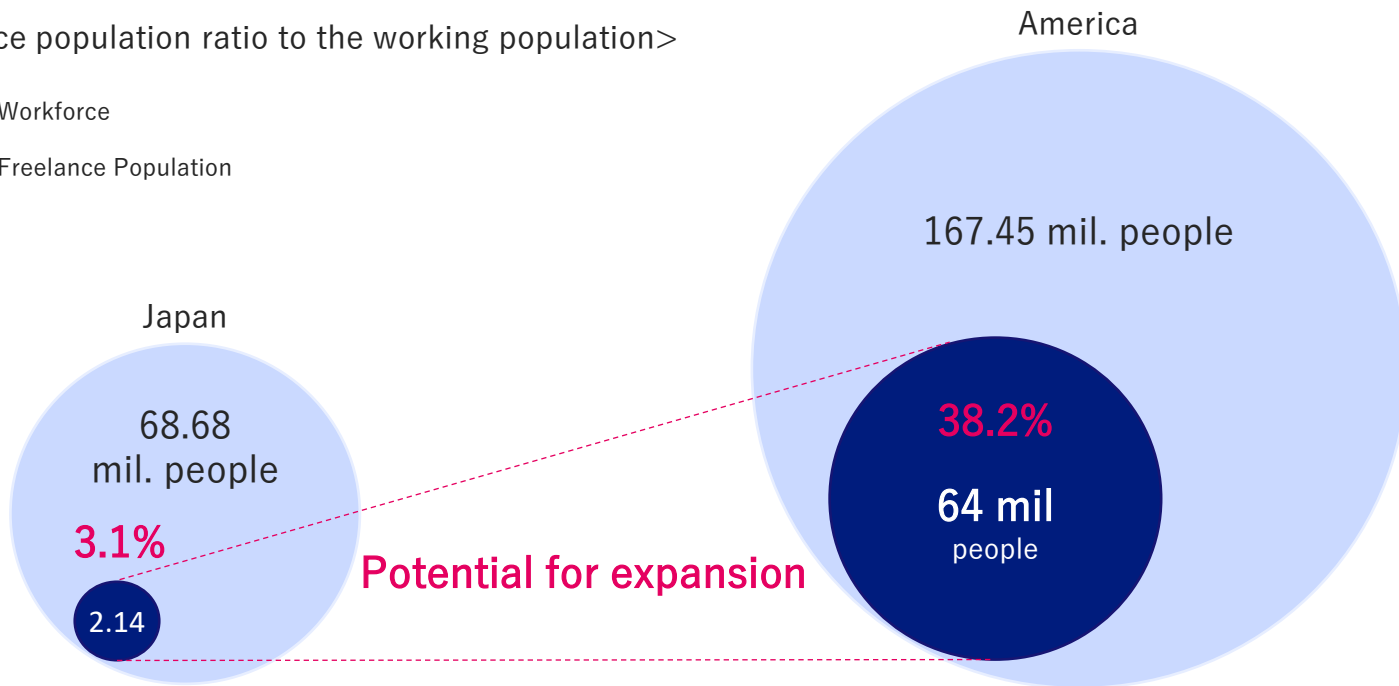 ce population ratio to the working population>
Workforce
Freelance Population
America
167.45 mil. people
Japan
68.68
mil. people
3.1%
2.14
Potential for expansion
38.2%
64 mil
people